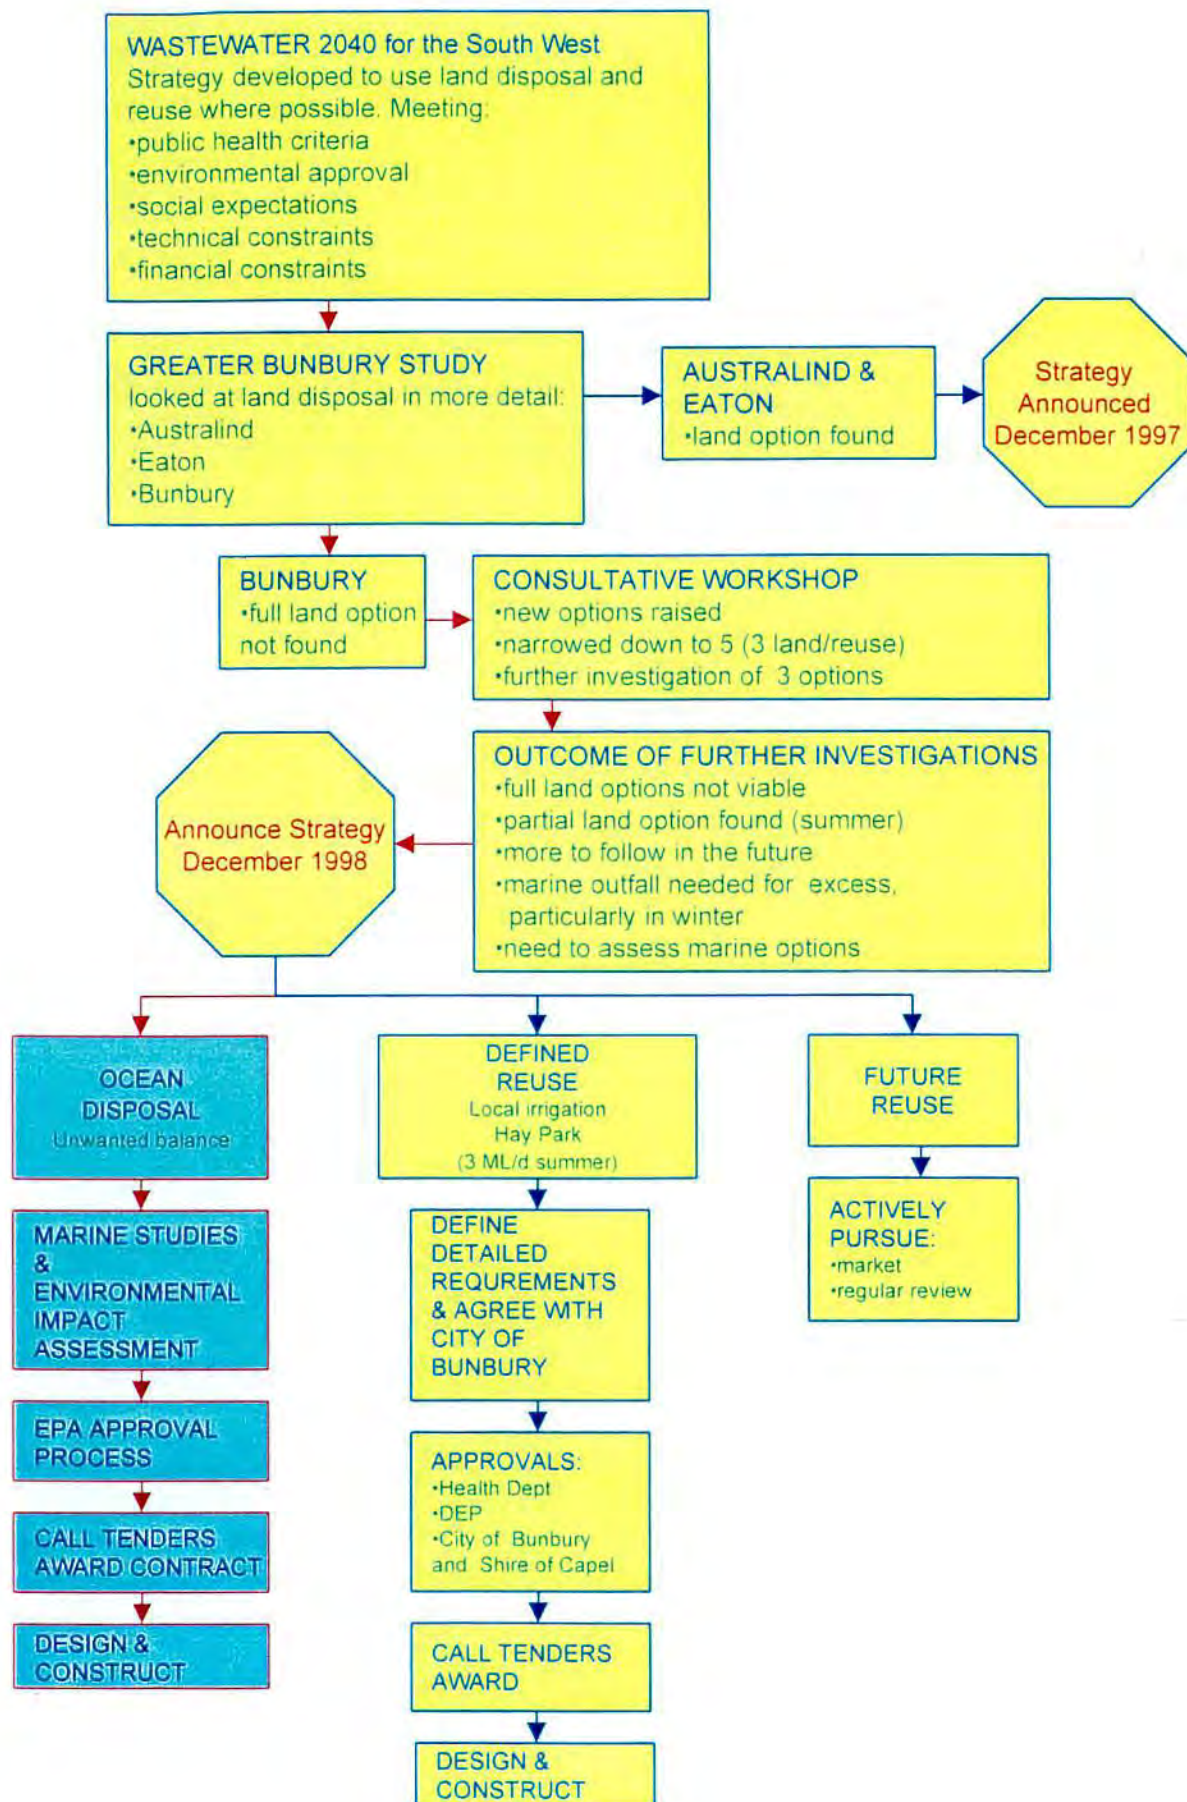 WASTEWATER 2040 for the South West
Strategy developed to use land disposal and
reuse where possible. Meeting:
•public health criteria
•environmental approval
•social expectations
•technical constraints
•financial constraints
GREATER BUNBURY STUDY
looked at land disposal in more detail:
•Australind
•Eaton
•Bunbury
AUSTRALIND &
EATON
•land option found
Strategy
Announced
December 1997
BUNBURY
•full land option
not found
CONSULTATIVE WORKSHOP
•new options raised
•narrowed down to 5 (3 land/reuse)
•further investigation of 3 options
OUTCOME OF FURTHER INVESTIGATIONS
•full land options not viable
•partial land option found (summer)
•more to follow in the future
•marine outfall needed for excess,
particularly in winter
•need to assess marine options
Announce Strategy
December 1998
OCEAN
DISPOSAL
Unwanted balance
MARINE STUDIES
&
ENVIRONMENTAL
IMPACT
ASSESSMENT
EPA APPROVAL
PROCESS
CALL TENDERS
AWARD CONTRACT
DESIGN &
CONSTRUCT
DEFINED
REUSE
Local irrigation
Hay Park
(3 ML/d summer)
DEFINE
DETAILED
REQUREMENTS
& AGREE WITH
CITY OF
BUNBURY
APPROVALS:
•Health Dept
•DEP
•City of Bunbury
and Shire of Capel
CALL TENDERS
AWARD
DESIGN &
CONSTRUCT
FUTURE
REUSE
ACTIVELY
PURSUE:
•market
•regular review